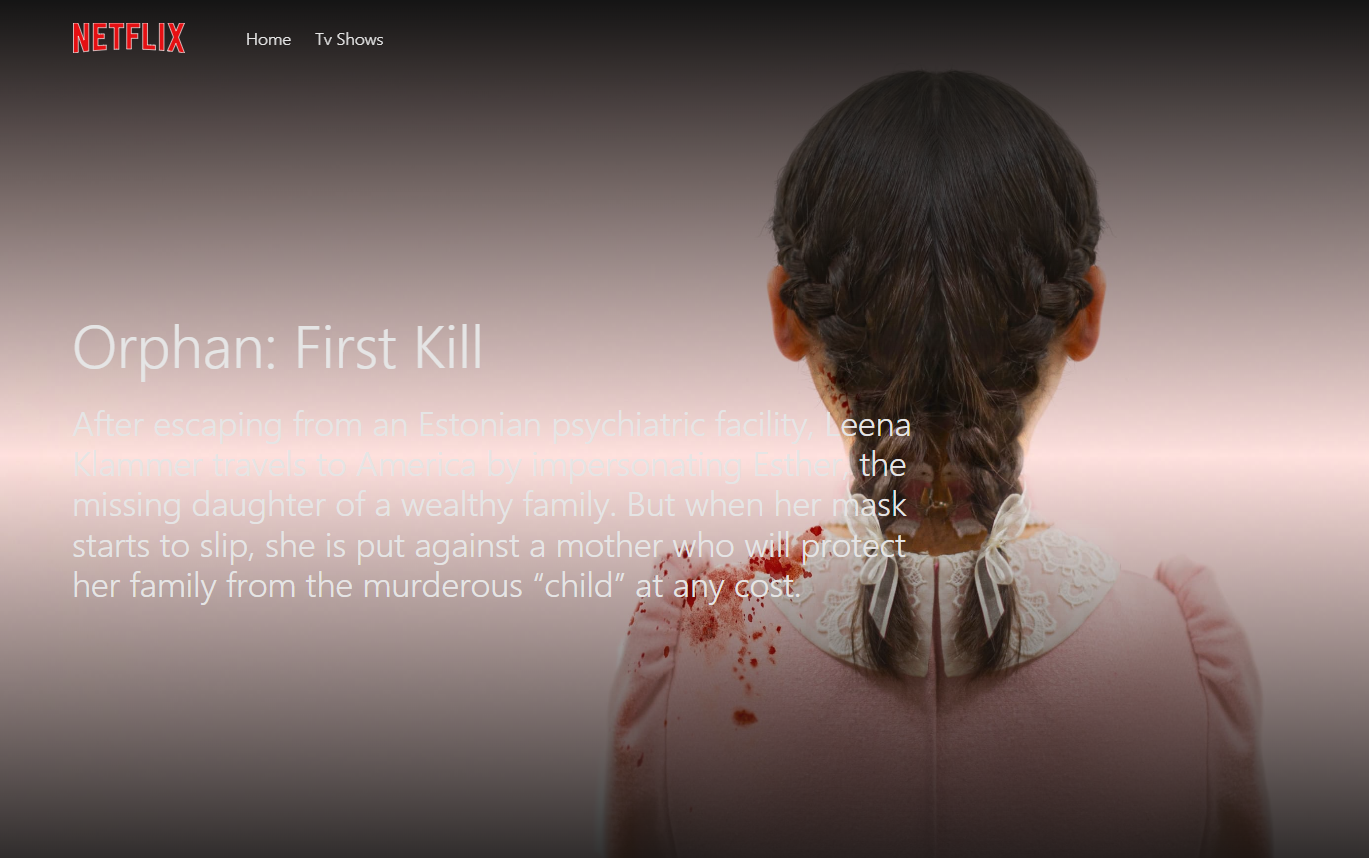 NETFLIX
Home
Tv Shows
Orphan: First Kill
After escaping from an Estonian psychiatric facility, Leena
Klammer travels to America by impersonating Esther, the
missing daughter of a wealthy family. But when her mask
starts to slip, she is put against a mother who will protect
her family from the murderous “child” at any cost.